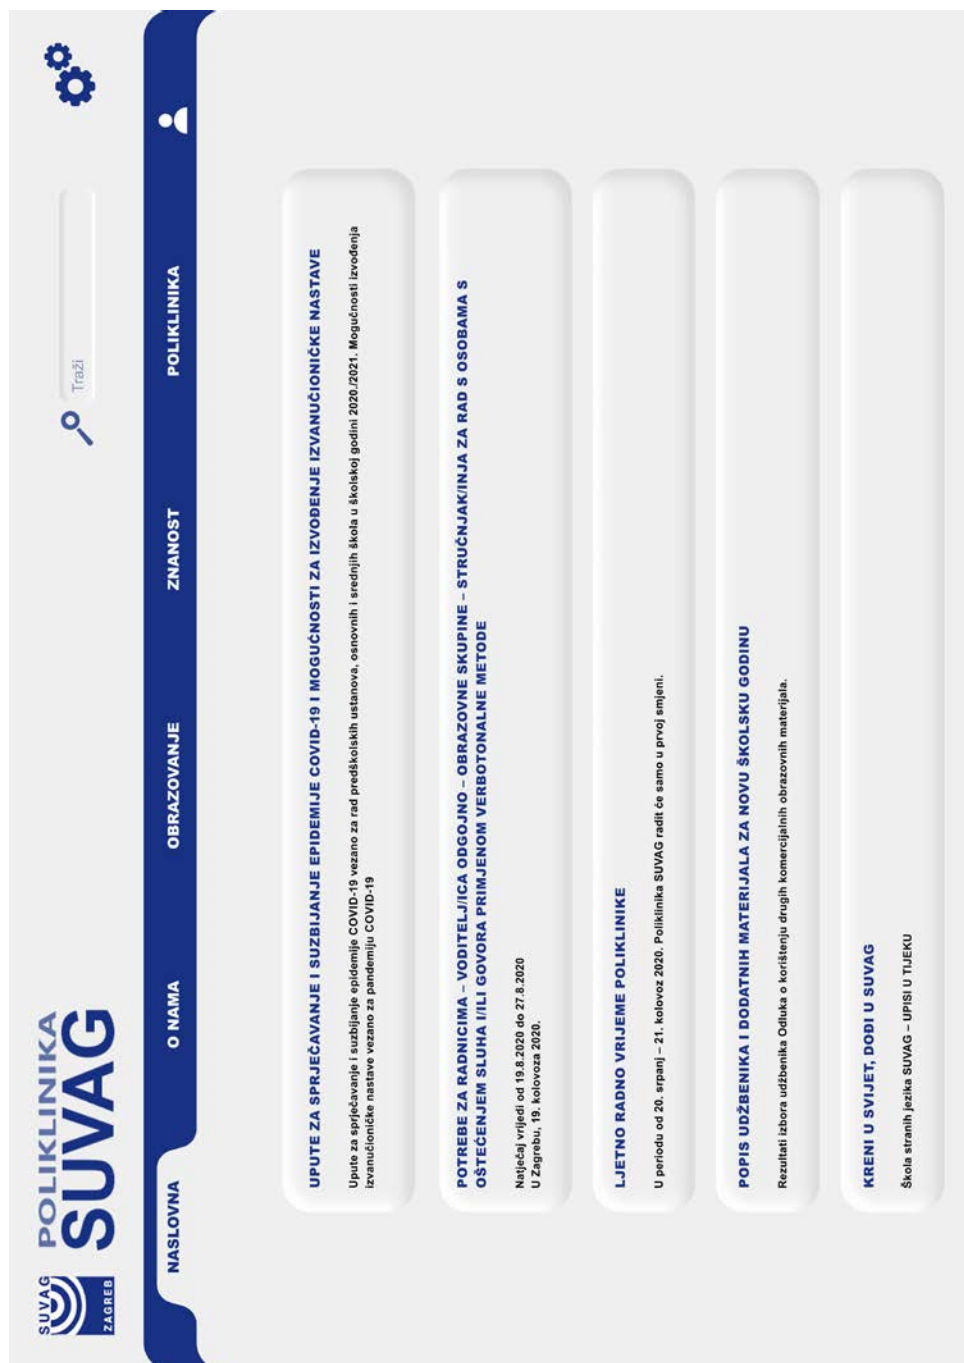 SUVAG
ZAGREB
POLIKLINIKA
SUVAG
Traži
NASLOVNA
O NAMA
OBRAZOVANJE
ZNANOST
POLIKLINIKA
UPUTE ZA SPRJEČAVANJE I SUZBIJANJE EPIDEMIJE COVID-19 I MOGUĆNOSTI ZA IZVOĐENJE IZVANUČIONIČKE NASTAVE
Upute za sprječavanje i suzbijanje epidemije COVID-19 vezano za rad predškolskih ustanova, osnovnih i srednjih škola u školskoj godini 2020./2021. Mogućnosti izvođenja
izvanučioničke nastave vezano za pandemiju COVID-19
POTREBE ZA RADNICIMA – VODITELJ/ICA ODGOJNO – OBRAZOVNE SKUPINE – STRUČNJAK/INJA ZA RAD S OSOBAMA S
OŠTEĆENJEM SLUHA I/ILI GOVORA PRIMJENOM VERBOTONALNE METODE
Natječaj vrijedi od 19.8.2020 do 27.8.2020
U Zagrebu, 19. kolovoza 2020.
LJETNO RADNO VRIJEME POLIKLINIKE
U periodu od 20. srpanj – 21. kolovoz 2020. Poliklinika SUVAG radit će samo u prvoj smjeni.
POPIS UDŽBENIKA I DODATNIH MATERIJALA ZA NOVU ŠKOLSKU GODINU
Rezultati izbora udžbenika Odluka o korištenju drugih komercijalnih obrazovnih materijala.
KRENI U SVIJET, DOĐI U SUVAG
Škola stranih jezika SUVAG – UPISI U TIJEKU